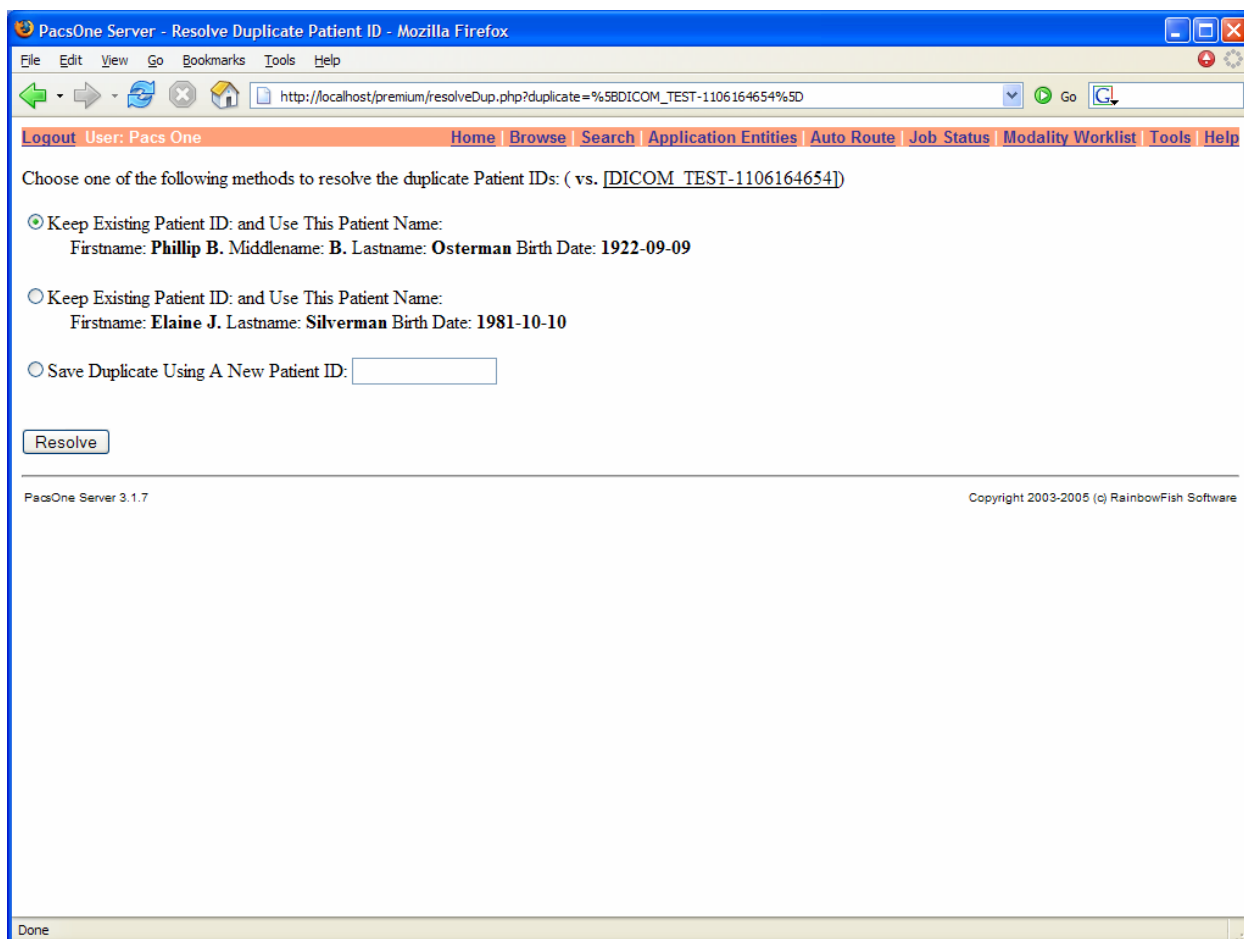 PacsOne Server - Resolve Duplicate Patient ID - Mozilla Firefox
File Edit View Go Bookmarks Tools Help
http://localhost/premium/resolveDup.php?duplicate=%5BDICOM_TEST-1106164654%5D Go G
Logout User: Pacs One Home | Browse | Search | Application Entities | Auto Route | Job Status | Modality Worklist | Tools | Help
Choose one of the following methods to resolve the duplicate Patient IDs: ( vs. [DICOM_TEST-1106164654])
Keep Existing Patient ID: and Use This Patient Name:
Firstname: Phillip B. Middlename: B. Lastname: Osterman Birth Date: 1922-09-09
Keep Existing Patient ID: and Use This Patient Name:
Firstname: Elaine J. Lastname: Silverman Birth Date: 1981-10-10
Save Duplicate Using A New Patient ID:
Resolve
PacsOne Server 3.1.7 Copyright 2003-2005 (c) RainbowFish Software
Done